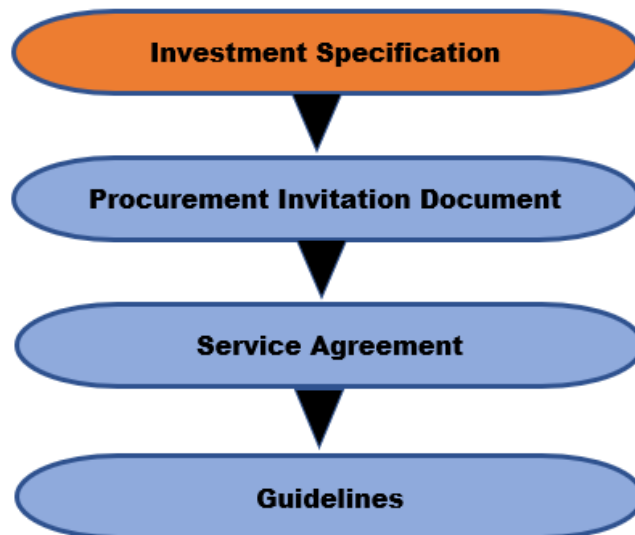 Investment Specification
Procurement Invitation Document
Service Agreement
Guidelines